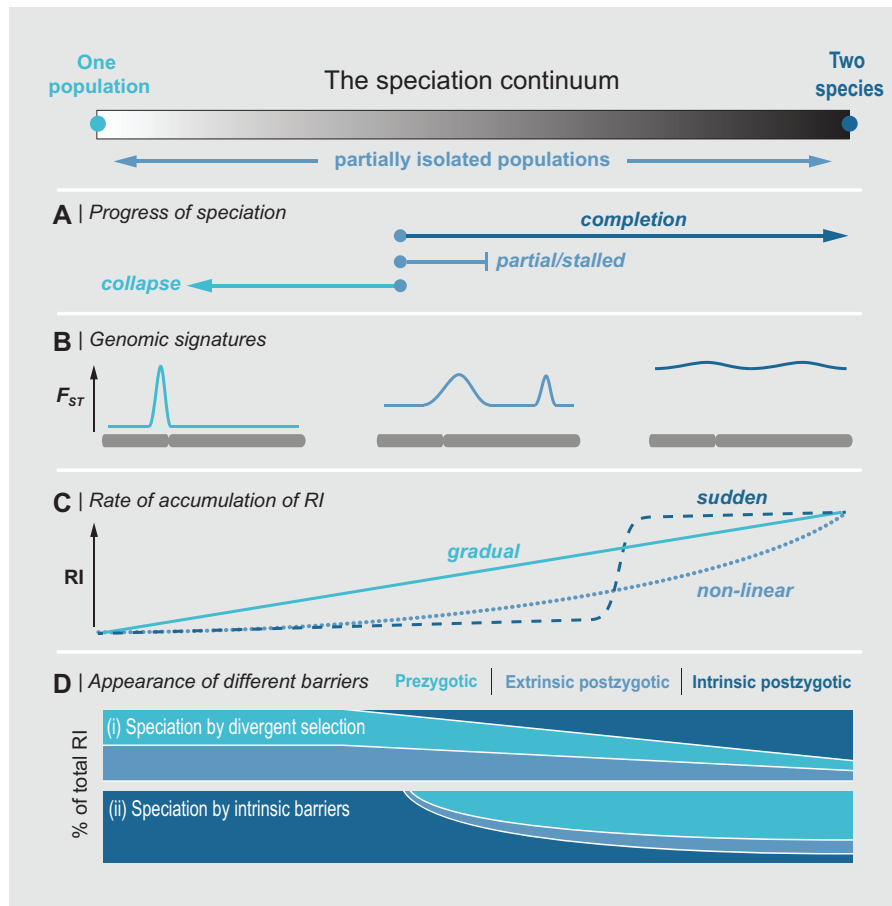 One
population
The speciation continuum
Two
species
partially isolated populations
A | Progress of speciation
completion
partial/stalled
collapse
B | Genomic signatures
FST
C | Rate of accumulation of RI
sudden
gradual
RI
non-linear
D | Appearance of different barriers
Prezygotic | Extrinsic postzygotic | Intrinsic postzygotic
% of total RI
(i) Speciation by divergent selection
(ii) Speciation by intrinsic barriers